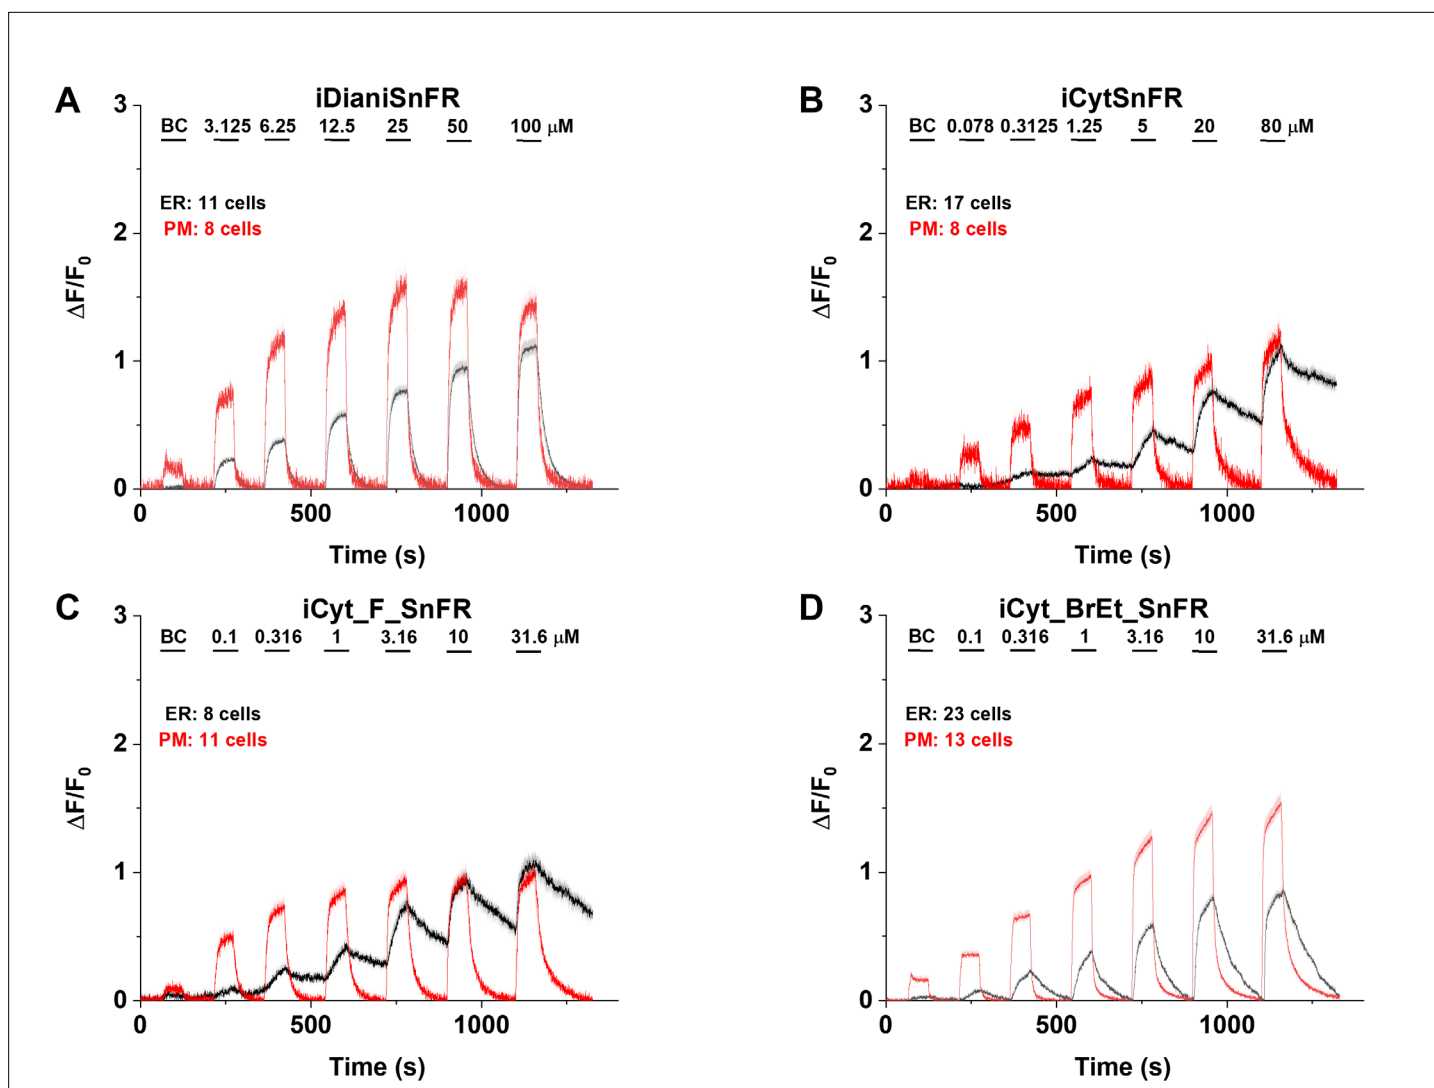 A
iDianiSnFR
3
BC 3.125 6.25 12.5 25 50 100 μM
ER: 11 cells
PM: 8 cells
2
ΔF/F0
1
0
0 500 1000
Time (s)
B
iCytSnFR
3
BC 0.078 0.3125 1.25 5 20 80 μM
ER: 17 cells
PM: 8 cells
2
ΔF/F0
1
0
0 500 1000
Time (s)
C
iCyt_F_SnFR
3
BC 0.1 0.316 1 3.16 10 31.6 μM
ER: 8 cells
PM: 11 cells
2
ΔF/F0
1
0
0 500 1000
Time (s)
D
iCyt_BrEt_SnFR
3
BC 0.1 0.316 1 3.16 10 31.6 μM
ER: 23 cells
PM: 13 cells
2
ΔF/F0
1
0
0 500 1000
Time (s)